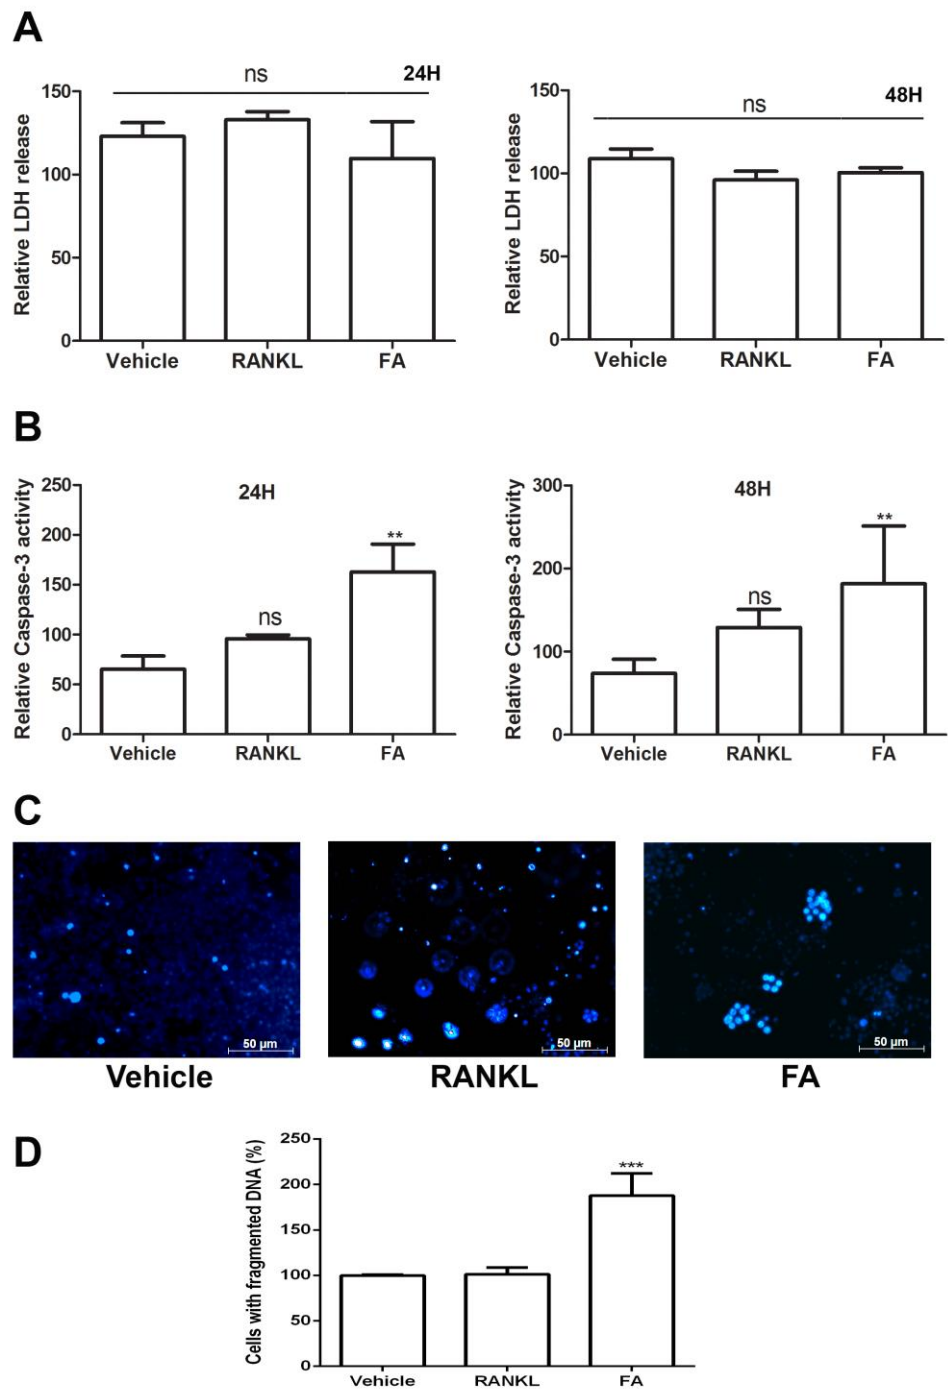 A
ns 24H
150
100
50
0
Relative LDH release
Vehicle RANKL FA
ns 48H
150
100
50
0
Relative LDH release
Vehicle RANKL FA
B
24H
250
200
150
100
50
0
Relative Caspase-3 activity
ns
**
Vehicle RANKL FA
48H
300
200
100
0
Relative Caspase-3 activity
ns
**
Vehicle RANKL FA
C
50 µm
50 µm
50 µm
Vehicle RANKL FA
D
250
200
150
100
50
0
Cells with fragmented DNA (%)
***
Vehicle RANKL FA